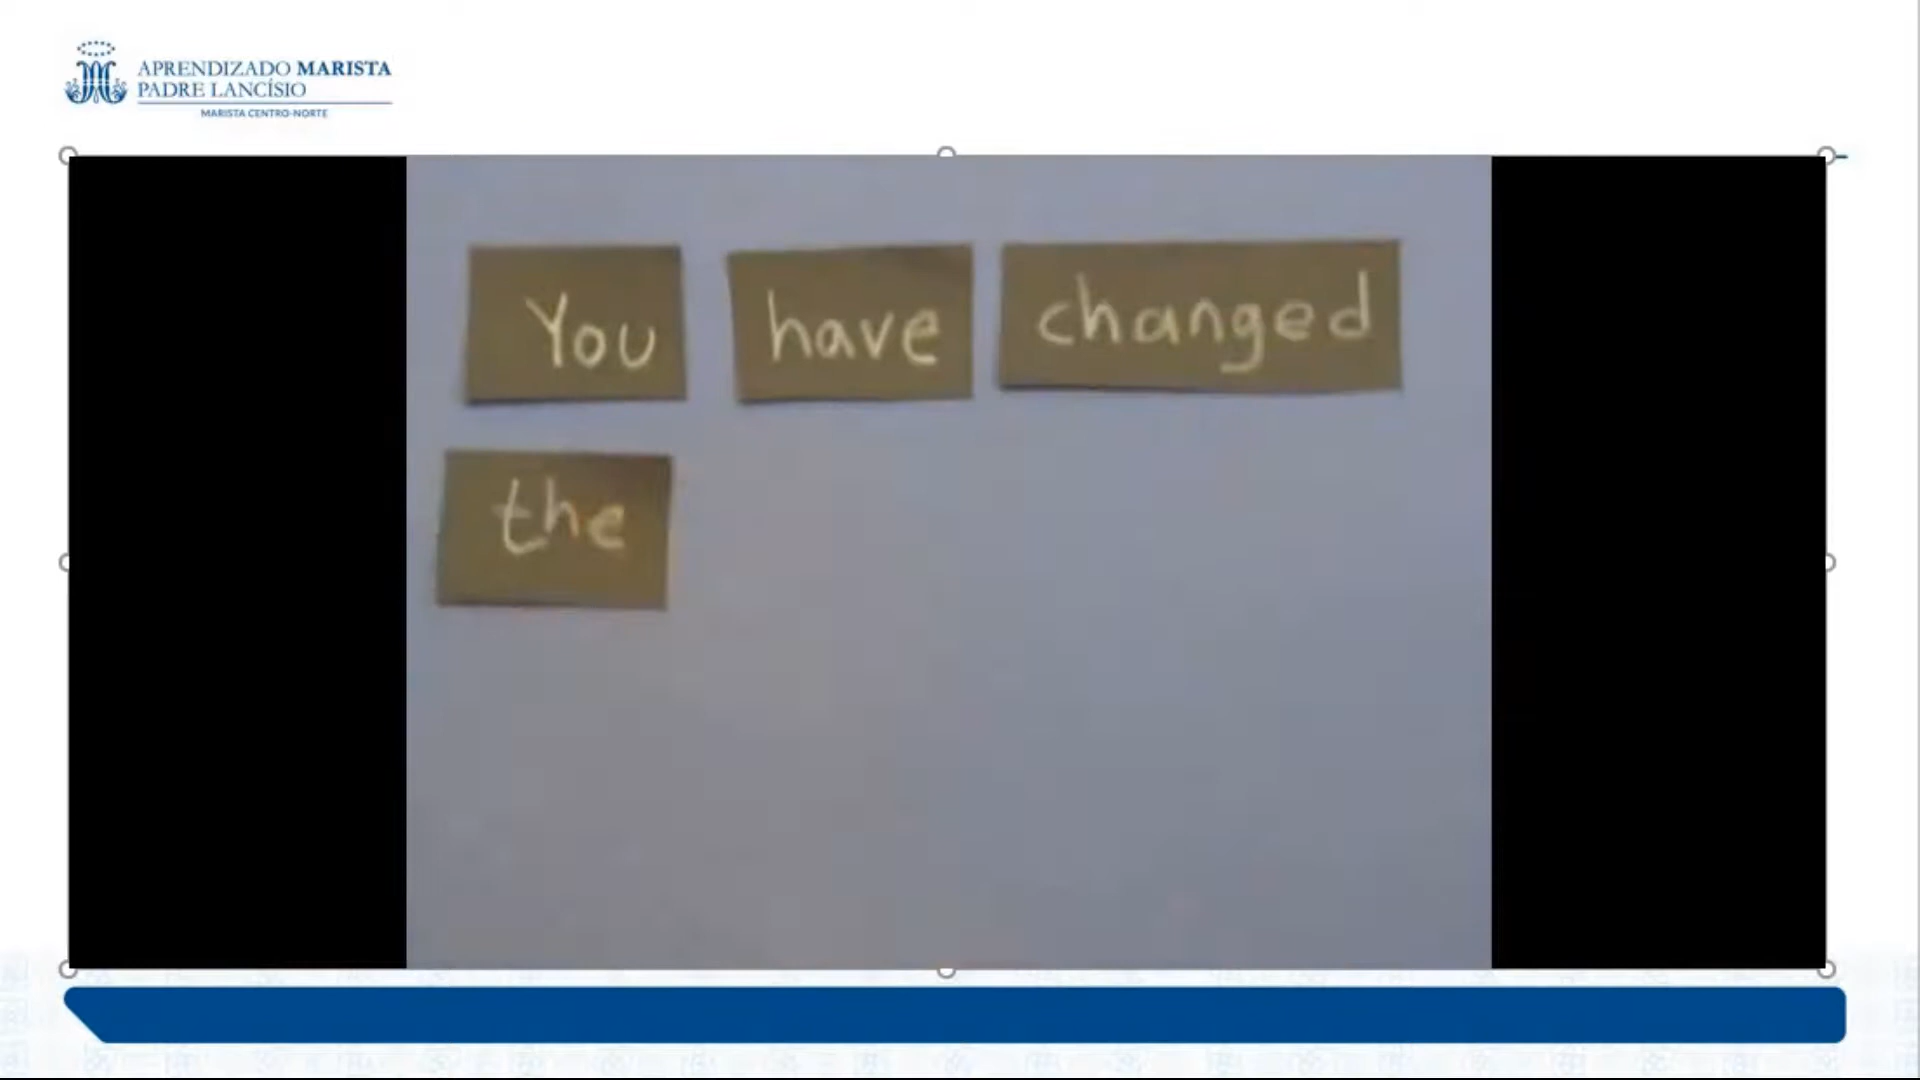 APRENDIZADO MARISTA
PADRE LANCÍSIO
MARISTA CENTRO-NORTE
You have changed
the